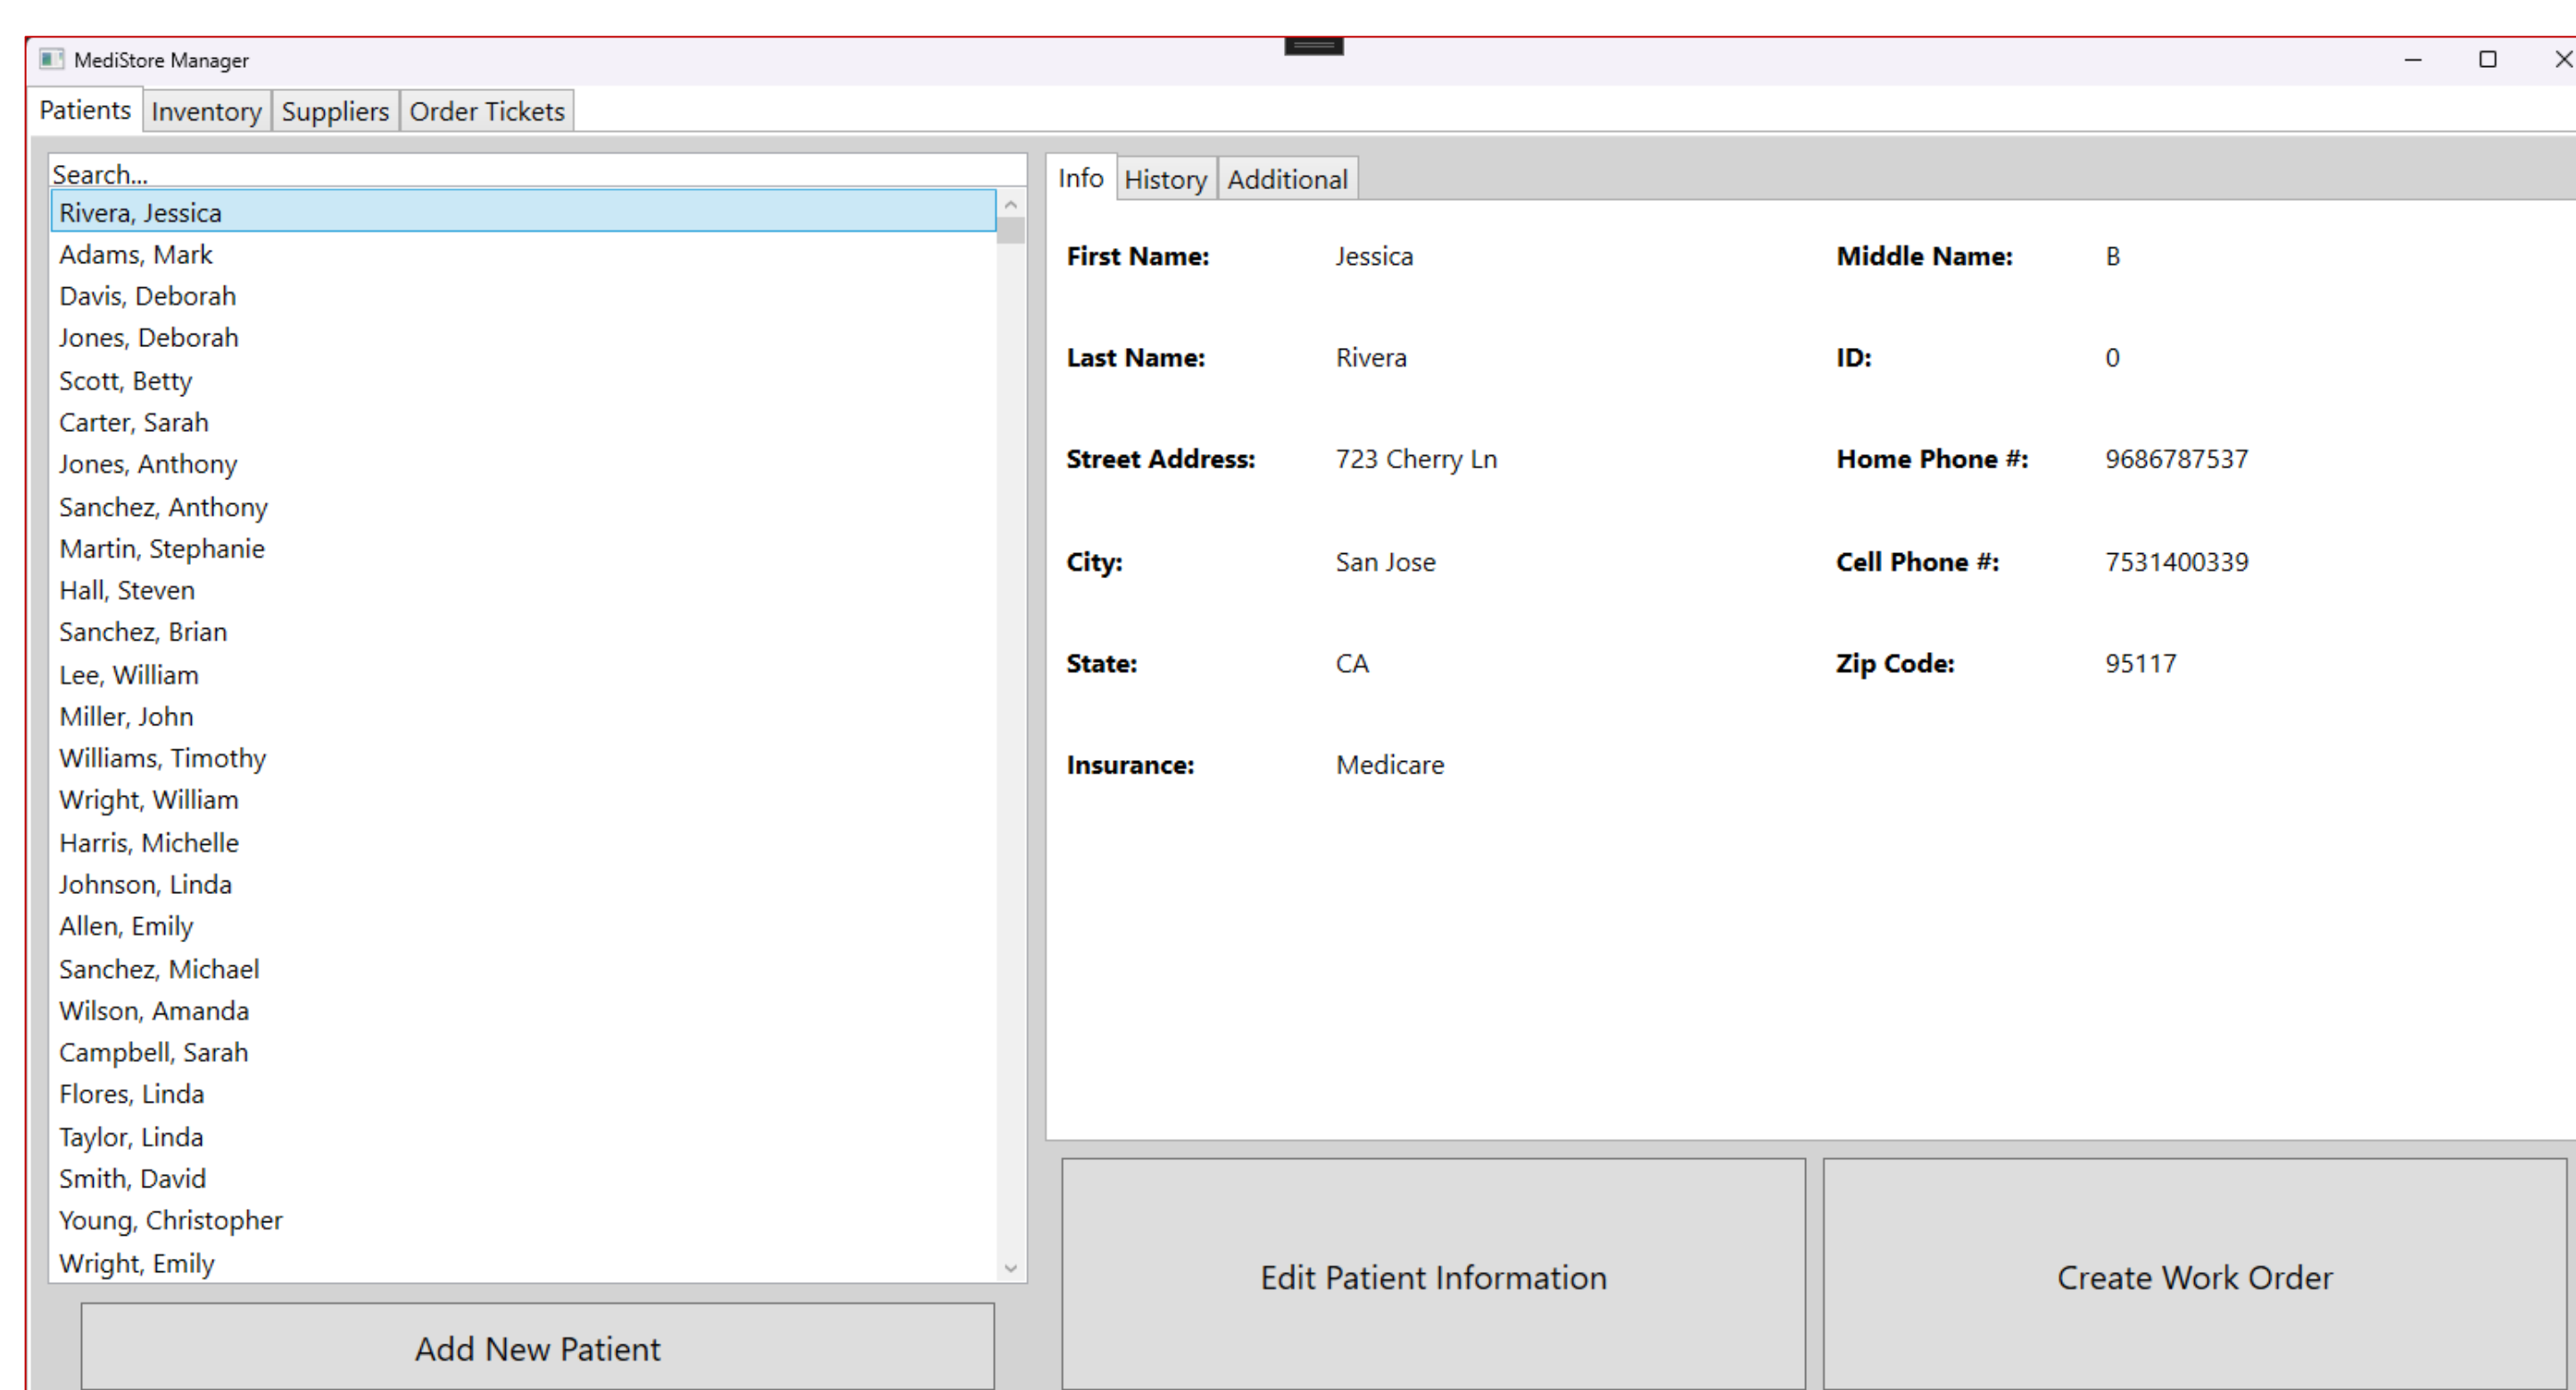 MediStore Manager
Patients Inventory Suppliers Order Tickets
Search...
Rivera, Jessica
Adams, Mark
Davis, Deborah
Jones, Deborah
Scott, Betty
Carter, Sarah
Jones, Anthony
Sanchez, Anthony
Martin, Stephanie
Hall, Steven
Sanchez, Brian
Lee, William
Miller, John
Williams, Timothy
Wright, William
Harris, Michelle
Johnson, Linda
Allen, Emily
Sanchez, Michael
Wilson, Amanda
Campbell, Sarah
Flores, Linda
Taylor, Linda
Smith, David
Young, Christopher
Wright, Emily
Add New Patient
Info History Additional
First Name: Jessica Middle Name: B
Last Name: Rivera ID: 0
Street Address: 723 Cherry Ln Home Phone #: 9686787537
City: San Jose Cell Phone #: 7531400339
State: CA Zip Code: 95117
Insurance: Medicare
Edit Patient Information Create Work Order